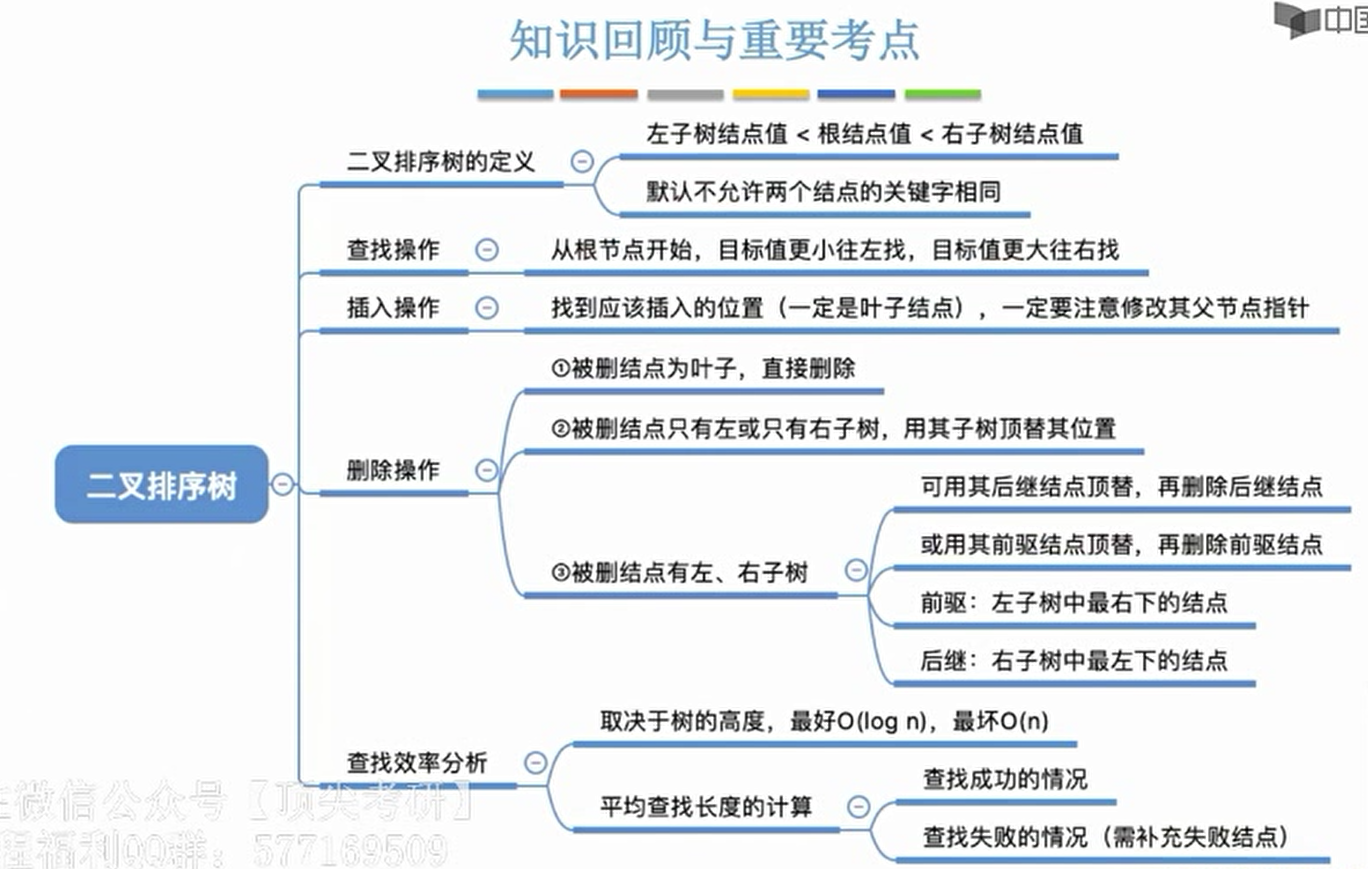 知识回顾与重要考点
中国
二叉排序树
二叉排序树的定义
左子树结点值 < 根结点值 < 右子树结点值
默认不允许两个结点的关键字相同
查找操作
从根节点开始，目标值更小往左找，目标值更大往右找
插入操作
找到应该插入的位置（一定是叶子结点），一定要注意修改其父节点指针
删除操作
①被删结点为叶子，直接删除
②被删结点只有左或只有右子树，用其子树顶替其位置
③被删结点有左、右子树
可用其后继结点顶替，再删除后继结点
或用其前驱结点顶替，再删除前驱结点
前驱：左子树中最右下的结点
后继：右子树中最左下的结点
查找效率分析
取决于树的高度，最好O(log n)，最坏O(n)
平均查找长度的计算
查找成功的情况
查找失败的情况（需补充失败结点）
微信公众号【顶尖考研】
程福利QQ群：577169509